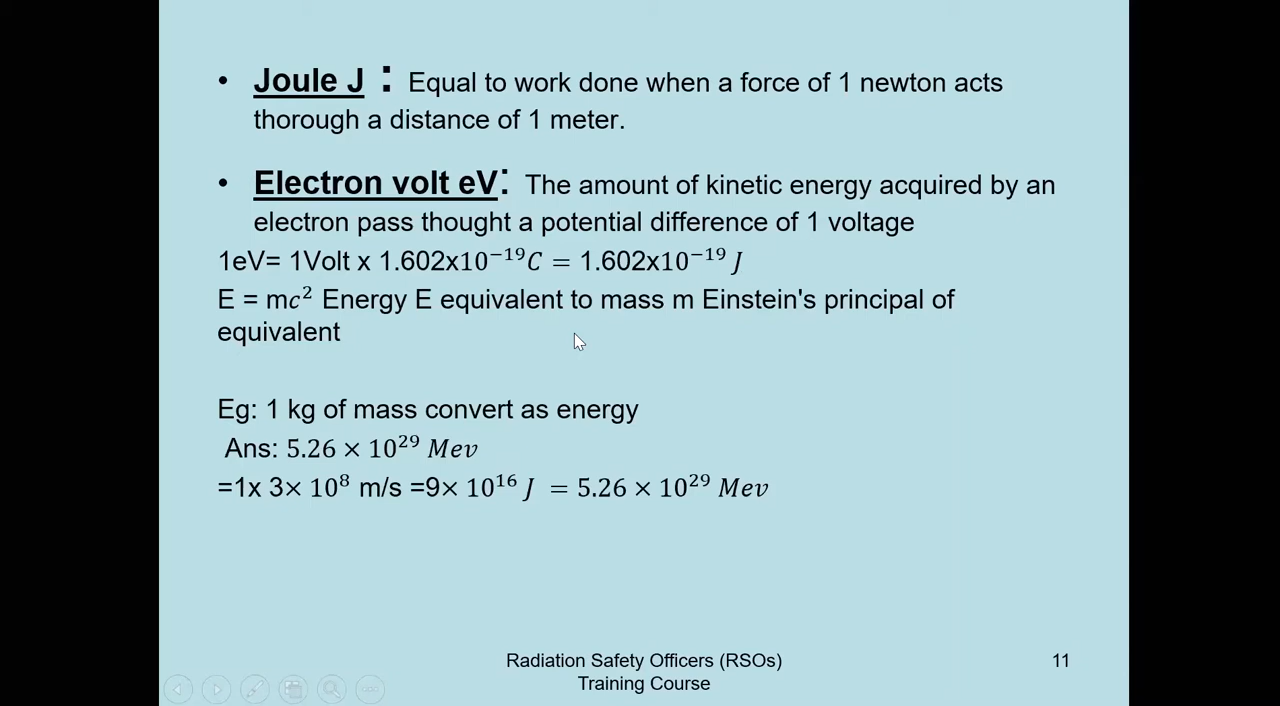 • Joule J : Equal to work done when a force of 1 newton acts
thorough a distance of 1 meter.
• Electron volt eV: The amount of kinetic energy acquired by an
electron pass thought a potential difference of 1 voltage
1eV= 1Volt x 1.602x10⁻¹⁹C = 1.602x10⁻¹⁹ J
E = mc² Energy E equivalent to mass m Einstein's principal of
equivalent
Eg: 1 kg of mass convert as energy
Ans: 5.26 × 10²⁹ Mev
=1x 3× 10⁸ m/s =9× 10¹⁶ J = 5.26 × 10²⁹ Mev
Radiation Safety Officers (RSOs)
Training Course
11